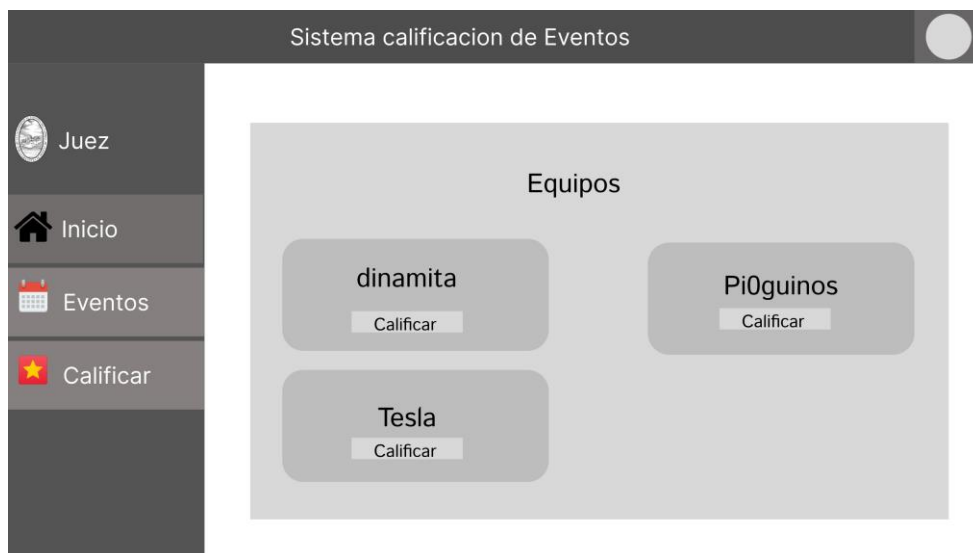 Sistema calificacion de Eventos
Juez
Inicio
Eventos
Calificar
Equipos
dinamita
Calificar
Pi0guinos
Calificar
Tesla
Calificar